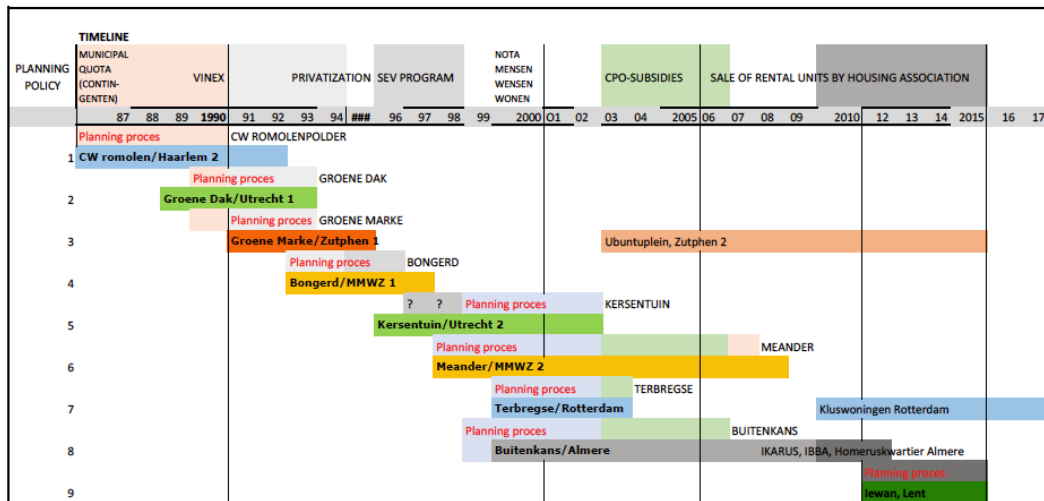 TIMELINE
PLANNING POLICY
MUNICIPAL QUOTA (CONTIN- GENTEN)
VINEX
PRIVATIZATION
SEV PROGRAM
NOTA MENSEN WENSEN WONEN
CPO-SUBSIDIES
SALE OF RENTAL UNITS BY HOUSING ASSOCIATION
87 88 89 1990 91 92 93 94 ### 96 97 98 99 2000 O1 02 03 04 2005 06 07 08 09 2010 12 13 14 2015 16 17
Planning proces CW ROMOLENPOLDER
1 CW romolen/Haarlem 2
Planning proces GROENE DAK
2 Groene Dak/Utrecht 1
Planning proces GROENE MARKE
3 Groene Marke/Zutphen 1 Ubuntuplein, Zutphen 2
Planning proces BONGERD
4 Bongerd/MMWZ 1
? ? Planning proces KERSENTUIN
5 Kersentuin/Utrecht 2
Planning proces MEANDER
6 Meander/MMWZ 2
Planning proces TERBREGSE
7 Terbregse/Rotterdam Kluswoningen Rotterdam
Planning proces BUITENKANS
8 Buitenkans/Almere IKARUS, IBBA, Homeruskwartier Almere
Planning proces
9 Iewan, Lent